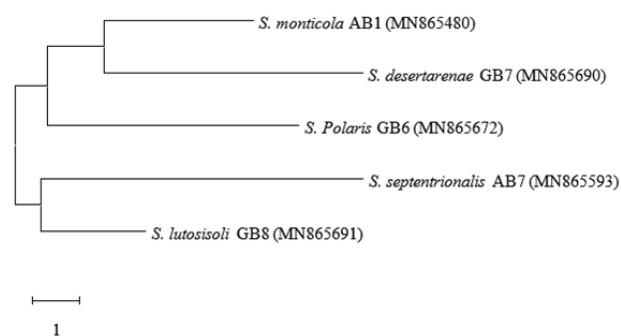 S. monticola AB1 (MN865480)
S. desertarenae GB7 (MN865690)
S. Polaris GB6 (MN865672)
S. septentrionalis AB7 (MN865593)
S. lutosisoli GB8 (MN865691)
1